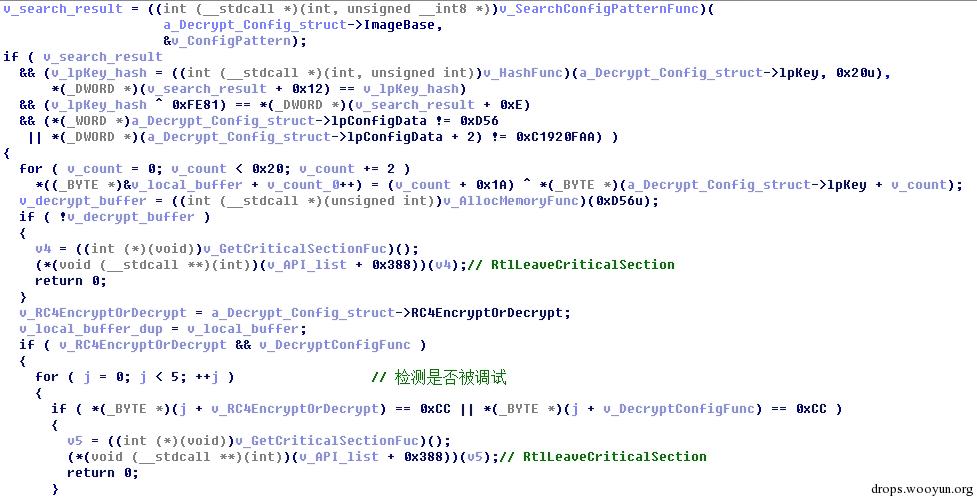 v_search_result = ((int (__stdcall *)(int, unsigned __int8 *))v_SearchConfigPatternFunc)(
a_Decrypt_Config_struct->ImageBase,
&v_ConfigPattern);
if ( v_search_result
&& (v_lpKey_hash = ((int (__stdcall *)(int, unsigned int))v_HashFunc)(a_Decrypt_Config_struct->lpKey, 0x20u),
*(_DWORD *)(v_search_result + 0x12) == v_lpKey_hash)
&& (v_lpKey_hash ^ 0xFE81) == *(_DWORD *)(v_search_result + 0xE)
&& (*(_WORD *)a_Decrypt_Config_struct->lpConfigData != 0xD56
|| *(_DWORD *)(a_Decrypt_Config_struct->lpConfigData + 2) != 0xC1920FAA) )
{
for ( v_count = 0; v_count < 0x20; v_count += 2 )
*((_BYTE *)&v_local_buffer + v_count_0++) = (v_count + 0x1A) ^ *(_BYTE *)(a_Decrypt_Config_struct->lpKey + v_count);
v_decrypt_buffer = ((int (__stdcall *)(unsigned int))v_AllocMemoryFunc)(0xD56u);
if ( !v_decrypt_buffer )
{
v4 = ((int (*)(void))v_GetCriticalSectionFuc)();
(*(void (__stdcall **)(int))(v_API_list + 0x388))(v4);// RtlLeaveCriticalSection
return 0;
}
v_RC4EncryptOrDecrypt = a_Decrypt_Config_struct->RC4EncryptOrDecrypt;
v_local_buffer_dup = v_local_buffer;
if ( v_RC4EncryptOrDecrypt && v_DecryptConfigFunc )
{
for ( j = 0; j < 5; ++j ) // 检测是否被调试
{
if ( *(_BYTE *)(j + v_RC4EncryptOrDecrypt) == 0xCC || *(_BYTE *)(j + v_DecryptConfigFunc) == 0xCC )
{
v5 = ((int (*)(void))v_GetCriticalSectionFuc)();
(*(void (__stdcall **)(int))(v_API_list + 0x388))(v5);// RtlLeaveCriticalSection
return 0;
}
drops.wooyun.org